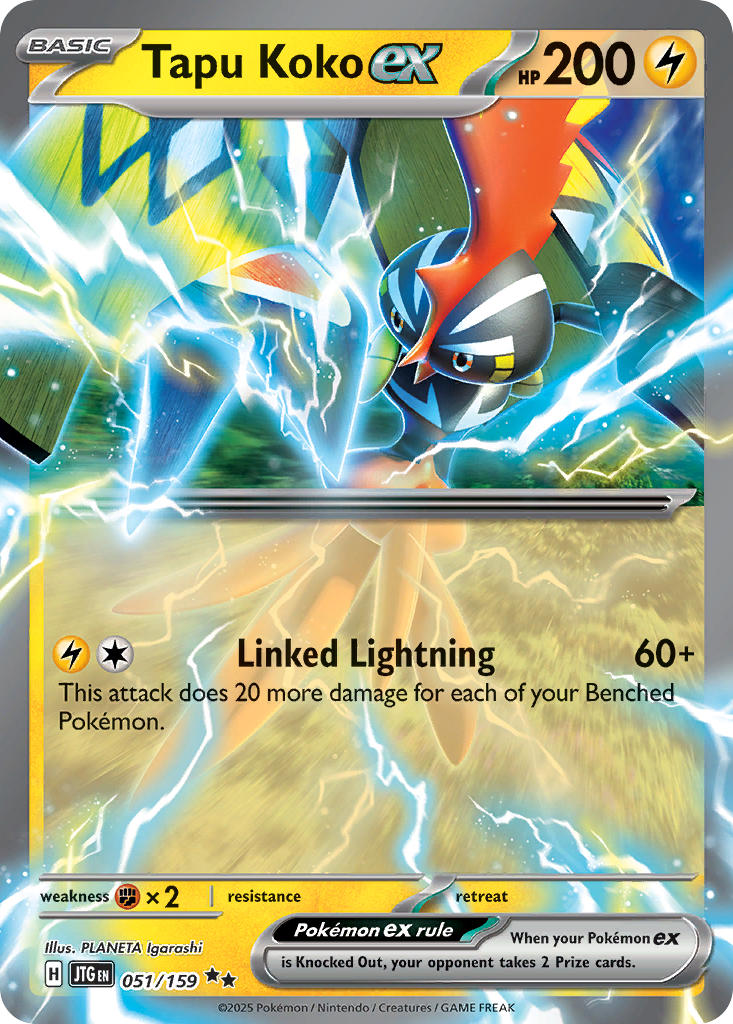 BASIC
Tapu Koko ex HP 200
Linked Lightning 60+
This attack does 20 more damage for each of your Benched
Pokémon.
weakness ×2 resistance retreat
Illus. PLANETA Igarashi
Pokémon ex rule When your Pokémon ex
is Knocked Out, your opponent takes 2 Prize cards.
H JTG EN 051/159
©2025 Pokémon / Nintendo / Creatures / GAME FREAK